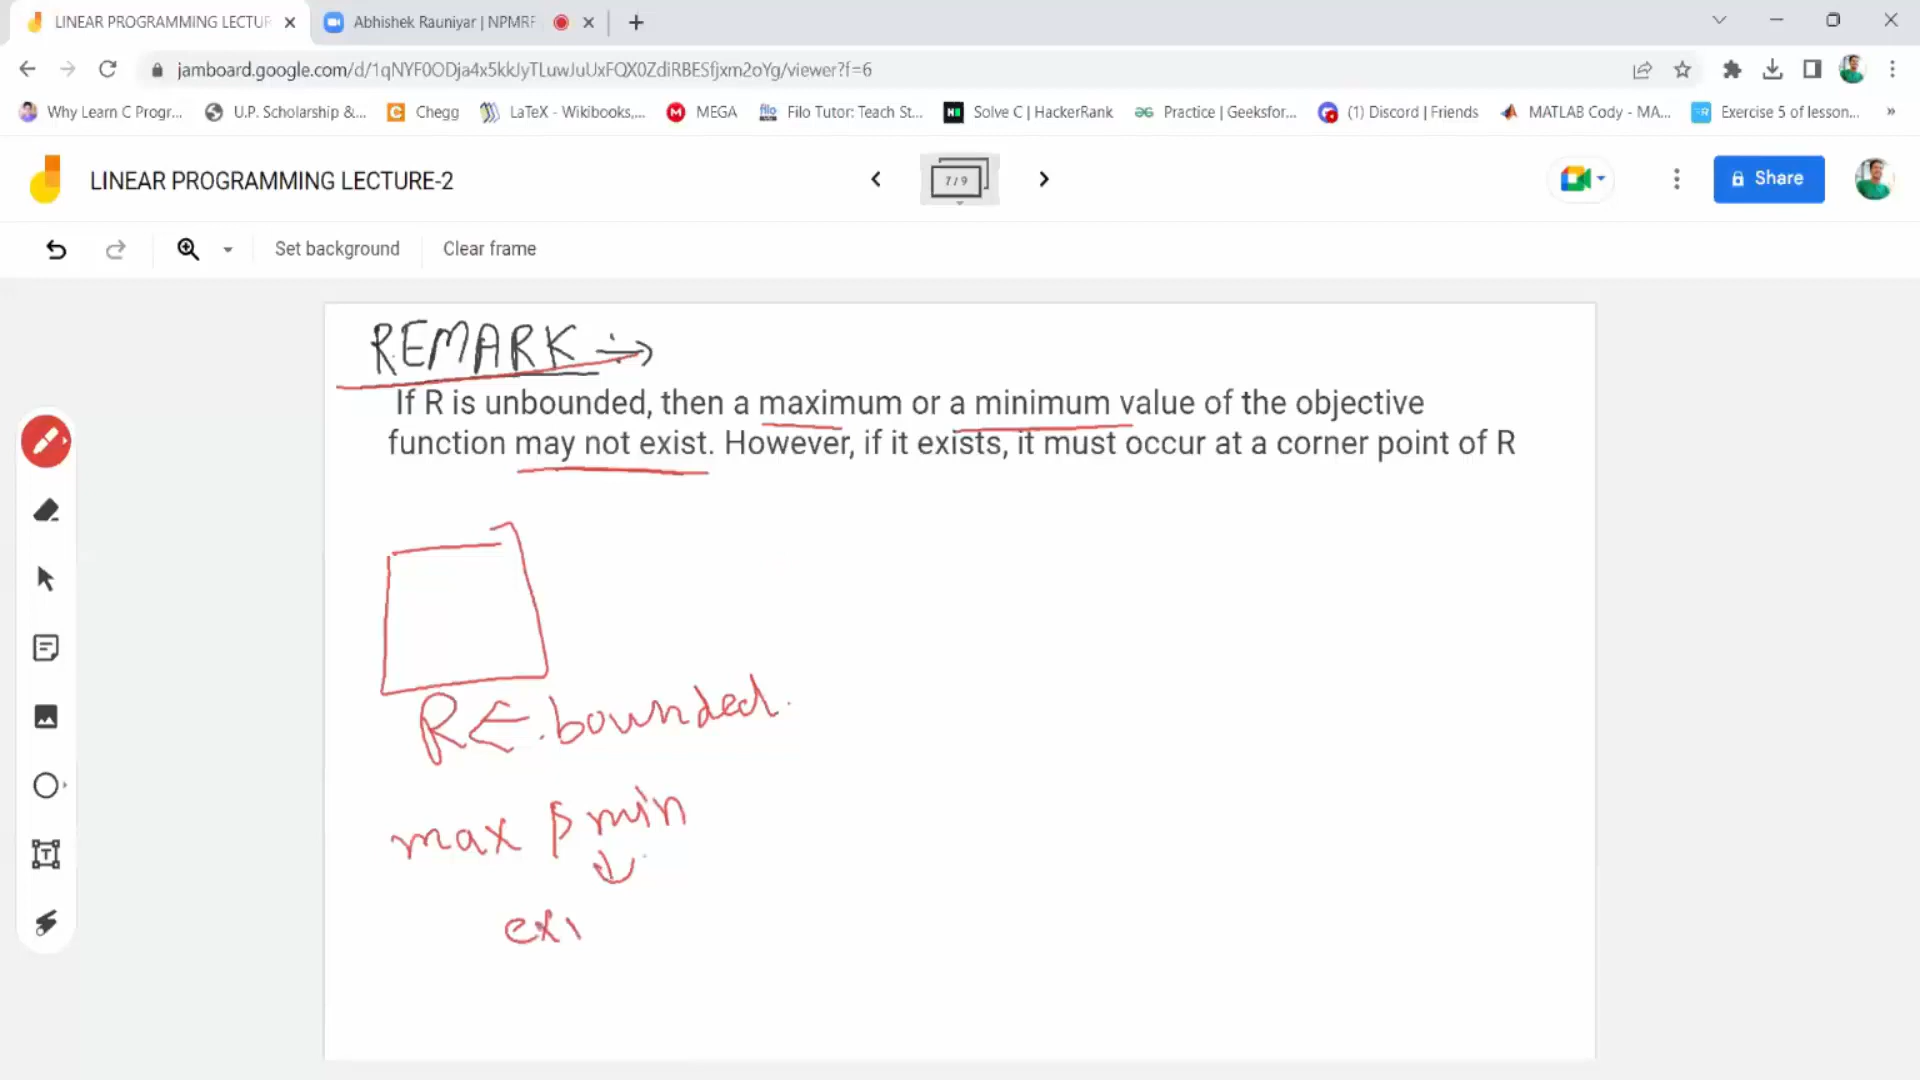 LINEAR PROGRAMMING LECTUR
Abhishek Rauniyar | NPMRF
jamboard.google.com/d/1qNYF0ODja4x5kkJyTLuwJuUxFQX0ZdiRBESfjxm2oYg/viewer?f=6
Why Learn C Progr... U.P. Scholarship &... Chegg LaTeX - Wikibooks,... MEGA Filo Tutor: Teach St... Solve C | HackerRank Practice | Geeksfor... (1) Discord | Friends MATLAB Cody - MA... Exercise 5 of lesson... »
LINEAR PROGRAMMING LECTURE-2
7/9
Share
Set background Clear frame
REMARK
If R is unbounded, then a maximum or a minimum value of the objective
function may not exist. However, if it exists, it must occur at a corner point of R
R ← bounded.
max & min
↓
exi